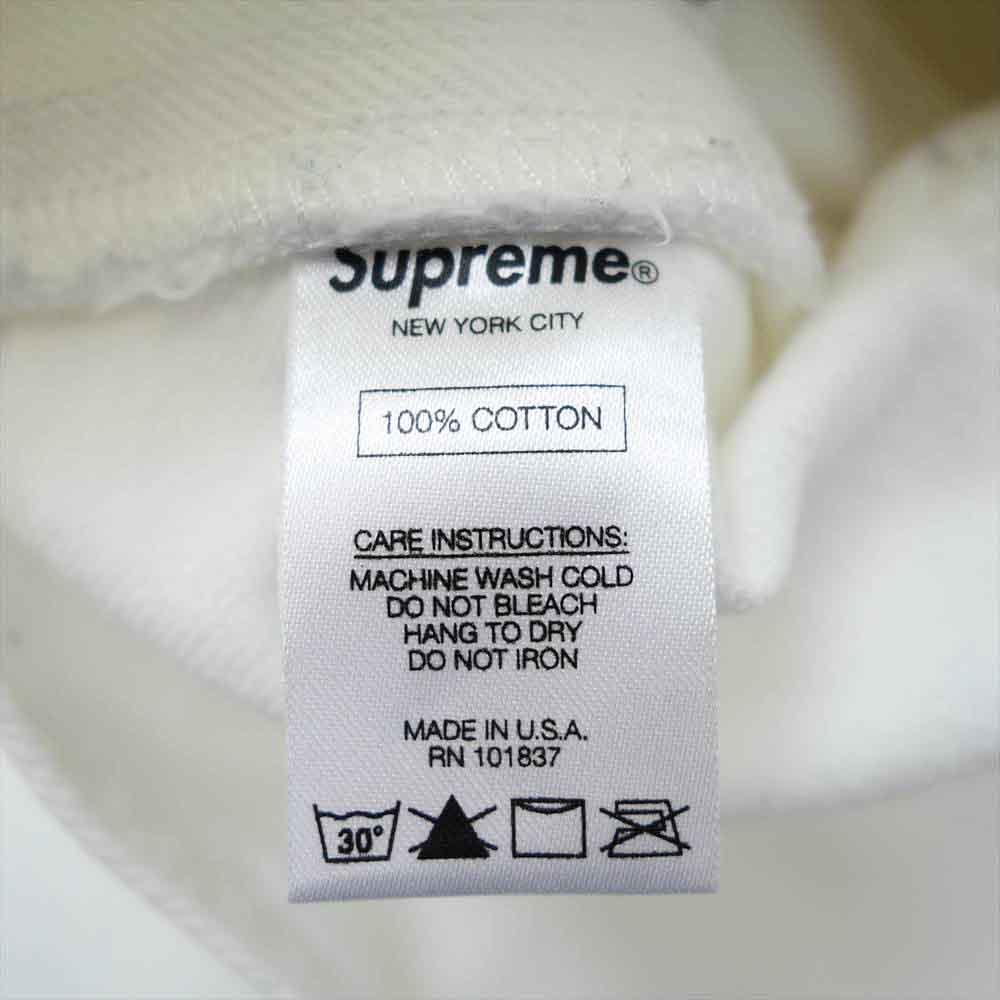 Supreme®
NEW YORK CITY
100% COTTON
CARE INSTRUCTIONS:
MACHINE WASH COLD
DO NOT BLEACH
HANG TO DRY
DO NOT IRON
MADE IN U.S.A.
RN 101837
30°